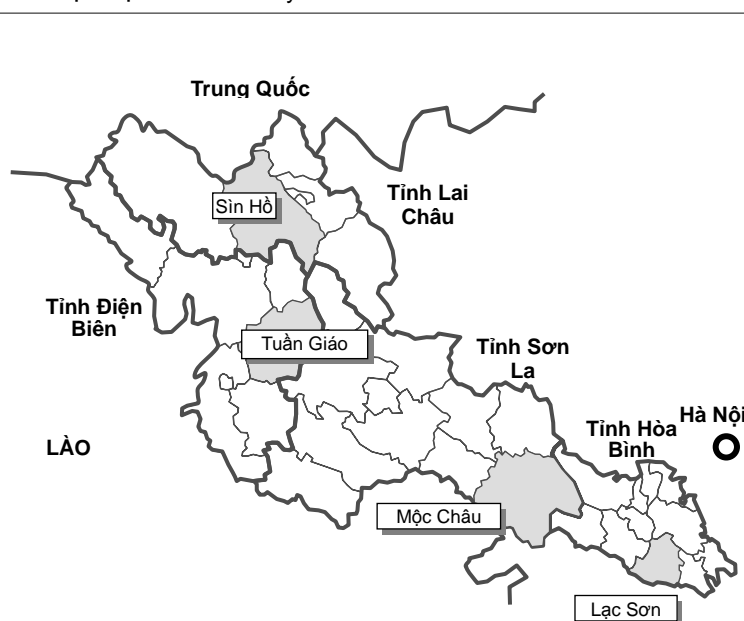 Trung Quốc
Tỉnh Lai
Châu
Sìn Hồ
Tỉnh Điện
Biên
Tuần Giáo
Tỉnh Sơn
La
LÀO
Tỉnh Hòa
Bình
Hà Nội
Mộc Châu
Lạc Sơn